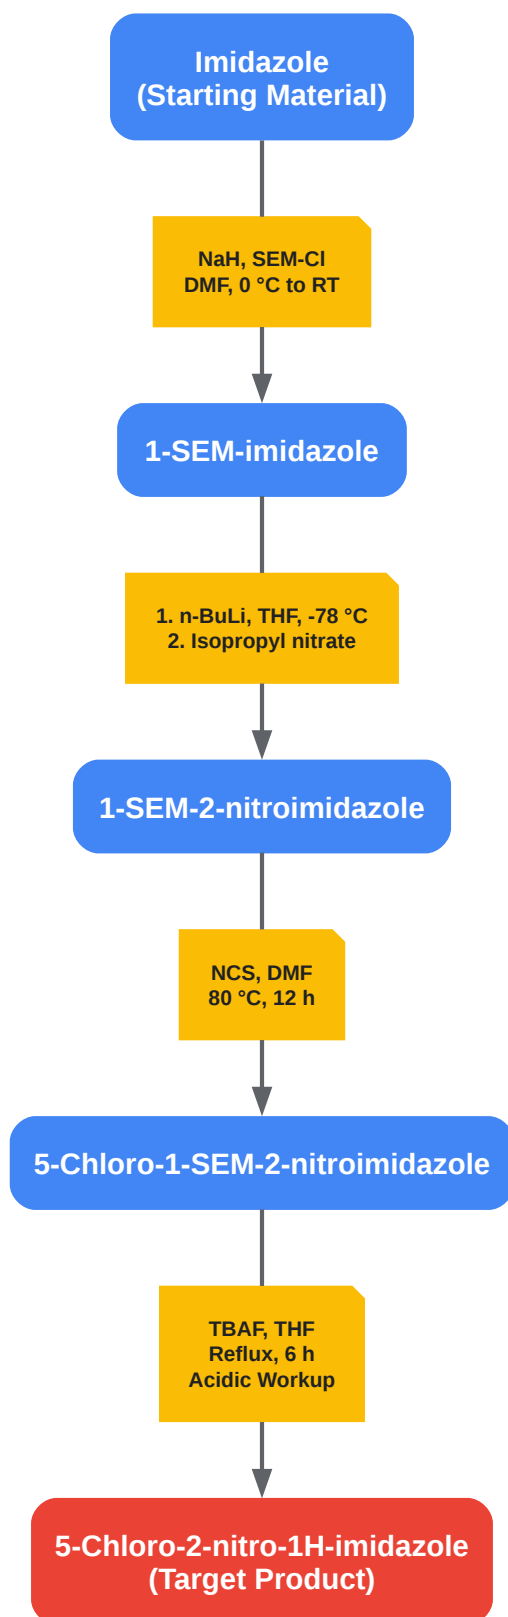 Imidazole
(Starting Material)
NaH, SEM-Cl
DMF, 0 °C to RT
1-SEM-imidazole
1. n-BuLi, THF, -78 °C
2. Isopropyl nitrate
1-SEM-2-nitroimidazole
NCS, DMF
80 °C, 12 h
5-Chloro-1-SEM-2-nitroimidazole
TBAF, THF
Reflux, 6 h
Acidic Workup
5-Chloro-2-nitro-1H-imidazole
(Target Product)